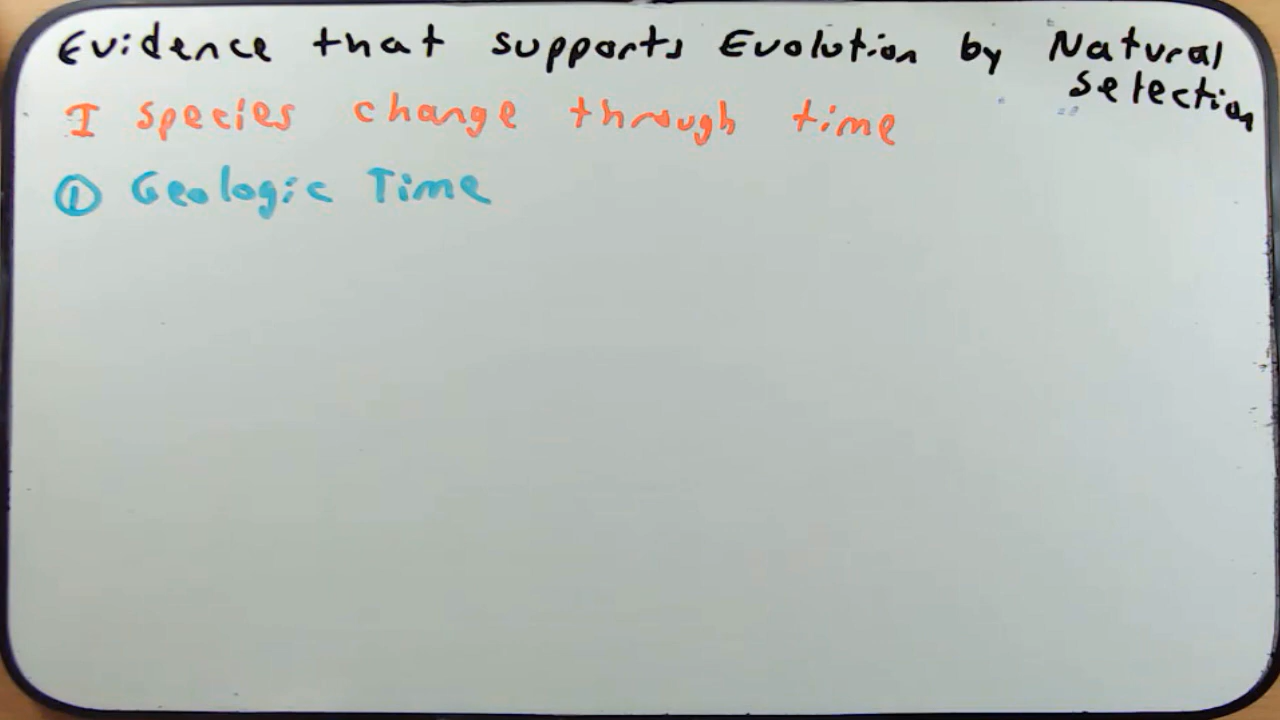 Evidence that supports Evolution by Natural
selection
I species change through time
① Geologic Time